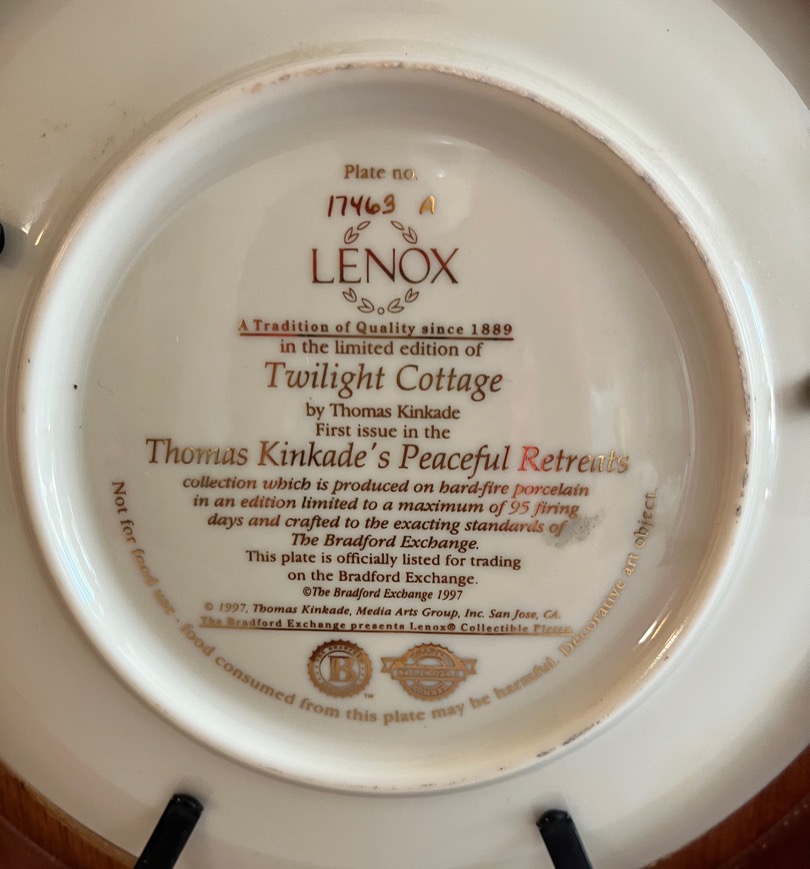 Plate no.
17463 A
LENOX
A Tradition of Quality since 1889
in the limited edition of
Twilight Cottage
by Thomas Kinkade
First issue in the
Thomas Kinkade's Peaceful Retreats
collection which is produced on hard-fire porcelain
in an edition limited to a maximum of 95 firing
days and crafted to the exacting standards of
The Bradford Exchange.
This plate is officially listed for trading
on the Bradford Exchange.
©The Bradford Exchange 1997
© 1997, Thomas Kinkade, Media Arts Group, Inc. San Jose, CA.
The Bradford Exchange presents Lenox® Collectible Plates.
B
™
Not for food use - food consumed from this plate may be harmful. Decorative art object.